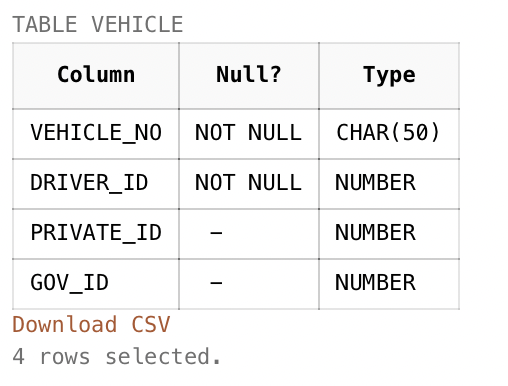 TABLE VEHICLE
Column Null? Type
VEHICLE_NO NOT NULL CHAR(50)
DRIVER_ID NOT NULL NUMBER
PRIVATE_ID – NUMBER
GOV_ID – NUMBER
Download CSV
4 rows selected.